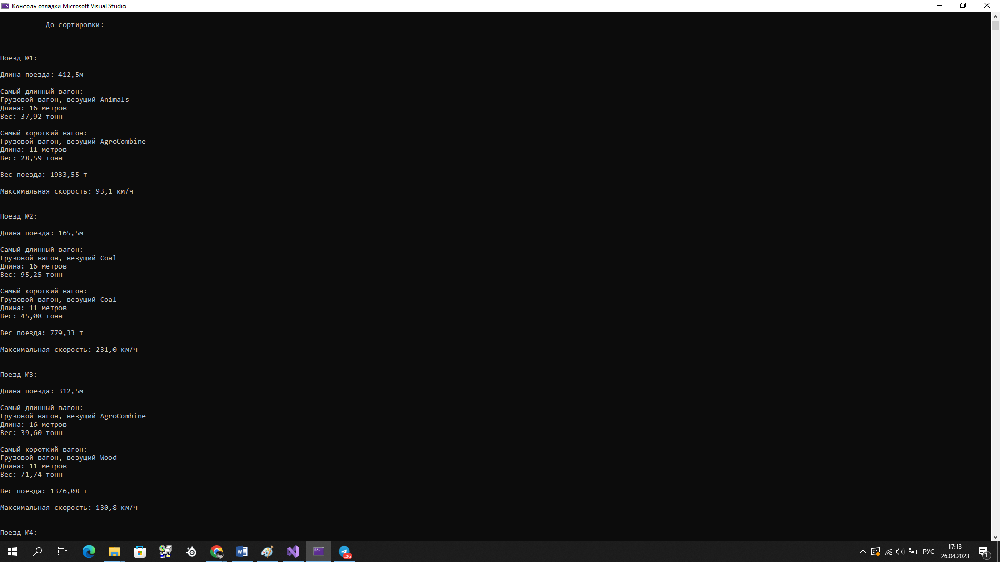 Консоль отладки Microsoft Visual Studio
---До сортировки:---
Поезд №1:
Длина поезда: 412,5м
Самый длинный вагон:
Грузовой вагон, везущий Animals
Длина: 16 метров
Вес: 37,92 тонн
Самый короткий вагон:
Грузовой вагон, везущий AgroCombine
Длина: 11 метров
Вес: 28,59 тонн
Вес поезда: 1933,55 т
Максимальная скорость: 93,1 км/ч
Поезд №2:
Длина поезда: 165,5м
Самый длинный вагон:
Грузовой вагон, везущий Coal
Длина: 16 метров
Вес: 95,25 тонн
Самый короткий вагон:
Грузовой вагон, везущий Coal
Длина: 11 метров
Вес: 45,08 тонн
Вес поезда: 779,33 т
Максимальная скорость: 231,0 км/ч
Поезд №3:
Длина поезда: 312,5м
Самый длинный вагон:
Грузовой вагон, везущий AgroCombine
Длина: 16 метров
Вес: 39,60 тонн
Самый короткий вагон:
Грузовой вагон, везущий Wood
Длина: 11 метров
Вес: 71,74 тонн
Вес поезда: 1376,08 т
Максимальная скорость: 130,8 км/ч
Поезд №4:
РУС
17:13
26.04.2023
1
.06